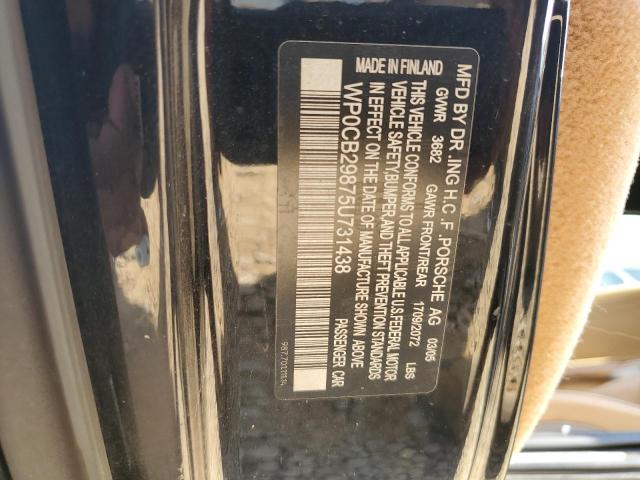 MFD BY DR .ING H.C .F .PORSCHE AG 03/05
GVWR 3682 GAWR FRONT/REAR 1709/2072 LBS
THIS VEHICLE CONFORMS TO ALL APPLICABLE U.S.FEDERAL MOTOR
VEHICLE SAFETY,BUMPER,AND THEFT PREVENTION STANDARDS
IN EFFECT ON THE DATE OF MANUFACTURE SHOWN ABOVE
MADE IN FINLAND
WP0CB29875U731438 PASSENGER CAR